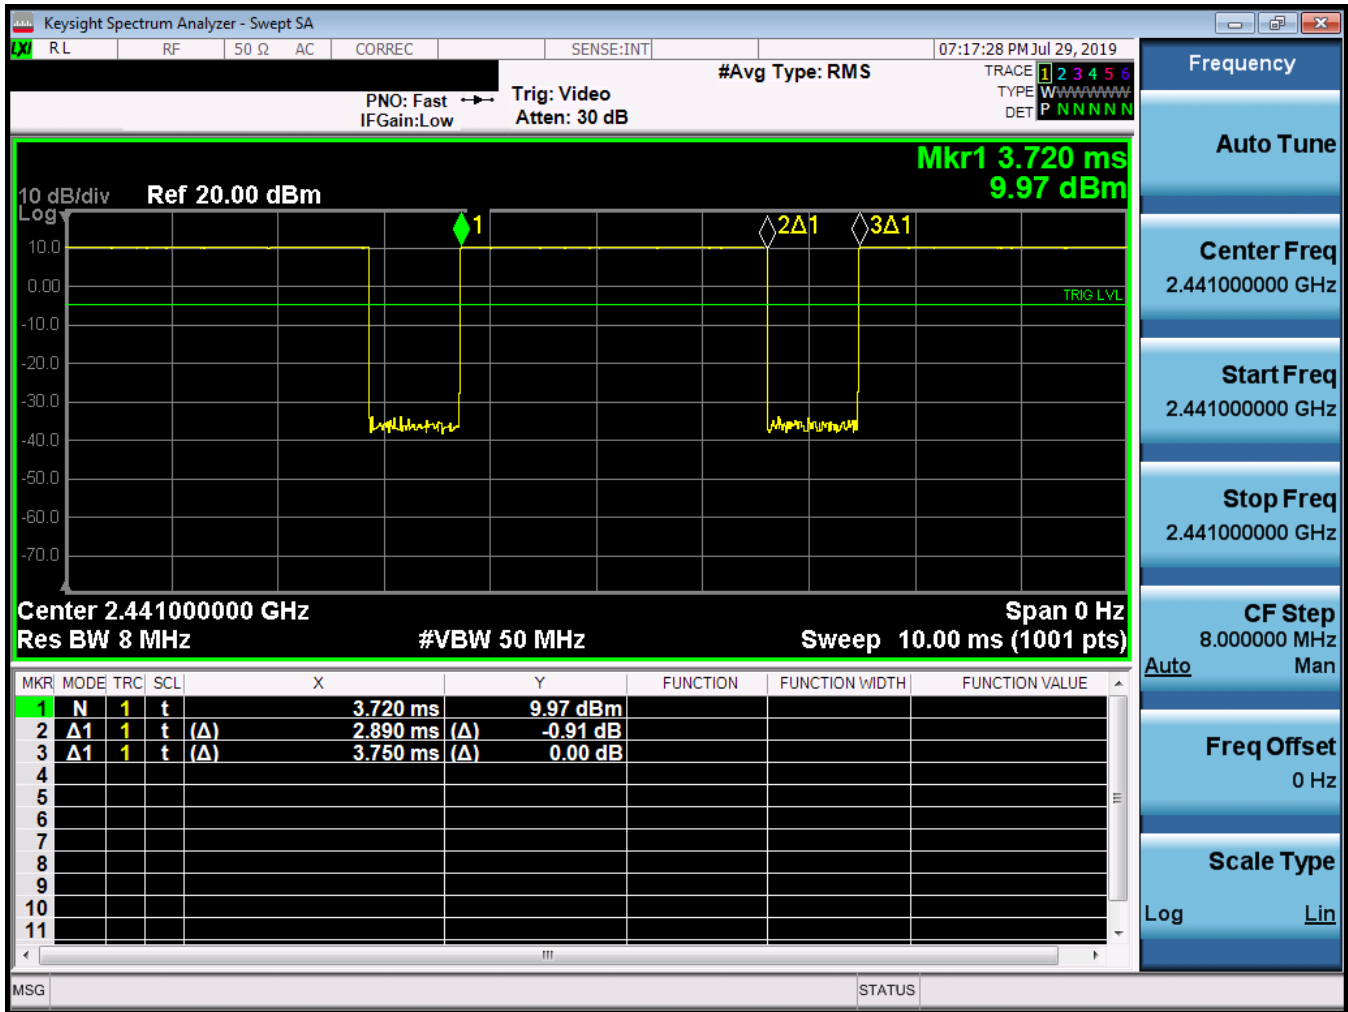 Keysight Spectrum Analyzer - Swept SA
LXI RL RF 50 Ω AC CORREC SENSE:INT 07:17:28 PM Jul 29, 2019
#Avg Type: RMS
TRACE 1 2 3 4 5 6
PNO: Fast Trig: Video
TYPE W W W W W W
IFGain:Low Atten: 30 dB
DET P N N N N N
Mkr1 3.720 ms
9.97 dBm
10 dB/div Ref 20.00 dBm
Log
1 2Δ1 3Δ1
10.0
0.00
TRIG LVL
-10.0
-20.0
-30.0
-40.0
-50.0
-60.0
-70.0
Center 2.441000000 GHz Span 0 Hz
Res BW 8 MHz #VBW 50 MHz Sweep 10.00 ms (1001 pts)
MKR MODE TRC SCL X Y FUNCTION FUNCTION WIDTH FUNCTION VALUE
1 N 1 t 3.720 ms 9.97 dBm
2 Δ1 1 t (Δ) 2.890 ms (Δ) -0.91 dB
3 Δ1 1 t (Δ) 3.750 ms (Δ) 0.00 dB
4
5
6
7
8
9
10
11
MSG STATUS
Frequency
Auto Tune
Center Freq
2.441000000 GHz
Start Freq
2.441000000 GHz
Stop Freq
2.441000000 GHz
CF Step
8.000000 MHz
Auto Man
Freq Offset
0 Hz
Scale Type
Log Lin